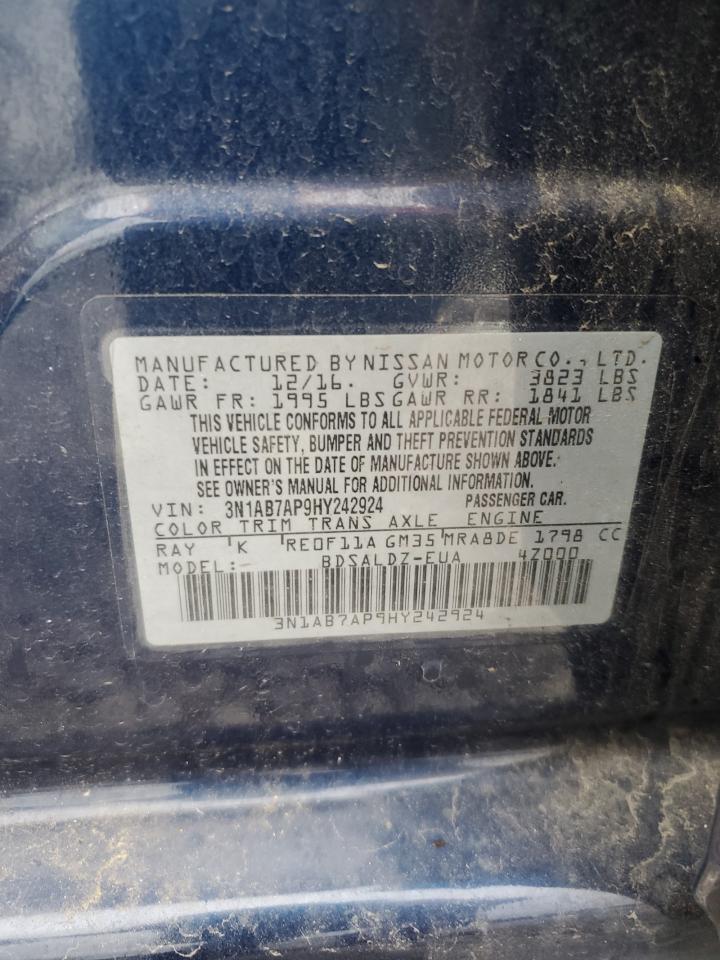 MANUFACTURED BY NISSAN MOTOR CO., LTD.
DATE: 12/16. GVWR: 3823 LBS
GAWR FR: 1995 LBS GAWR RR: 1841 LBS
THIS VEHICLE CONFORMS TO ALL APPLICABLE FEDERAL MOTOR
VEHICLE SAFETY, BUMPER AND THEFT PREVENTION STANDARDS
IN EFFECT ON THE DATE OF MANUFACTURE SHOWN ABOVE.
SEE OWNER'S MANUAL FOR ADDITIONAL INFORMATION.
VIN: 3N1AB7AP9HY242924 PASSENGER CAR.
COLOR TRIM TRANS AXLE ENGINE
RAY K RE0F11A GM35 MRA8DE 1798 CC
MODEL:- BDSALDZ-EUA 4Z000
3N1AB7AP9HY242924